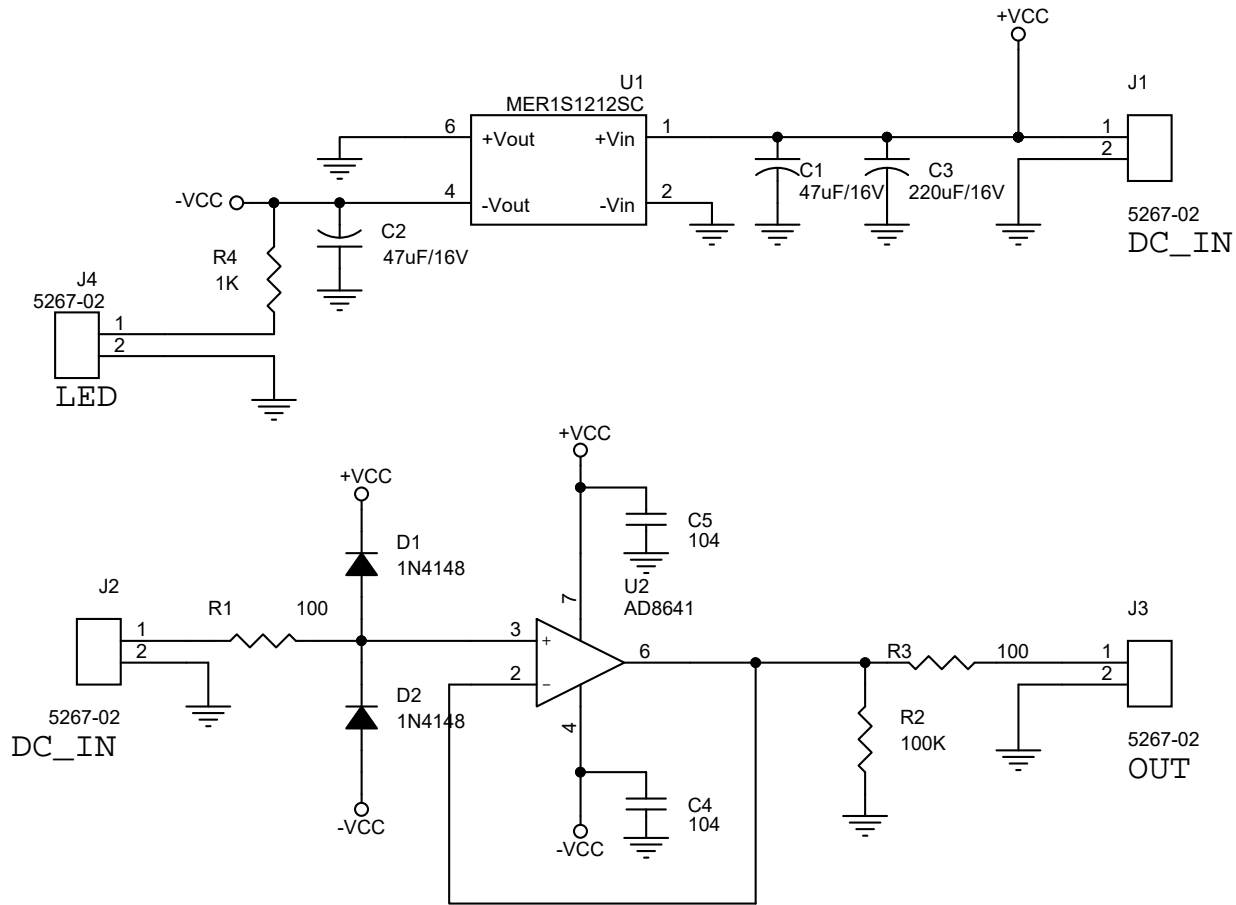 +VCC
U1
MER1S1212SC
J1
6 +Vout +Vin 1
1
2
C1
47uF/16V
C3
220uF/16V
-VCC
4 -Vout -Vin 2
C2
47uF/16V
5267-02
DC_IN
R4
1K
J4
5267-02
1
2
LED
+VCC
+VCC
C5
104
D1
1N4148
J2
U2
AD8641
7
J3
R1 100
1
2
3 +
2 −
6
R3 100
1
2
D2
1N4148
4
R2
100K
5267-02
DC_IN
5267-02
OUT
C4
104
-VCC
-VCC